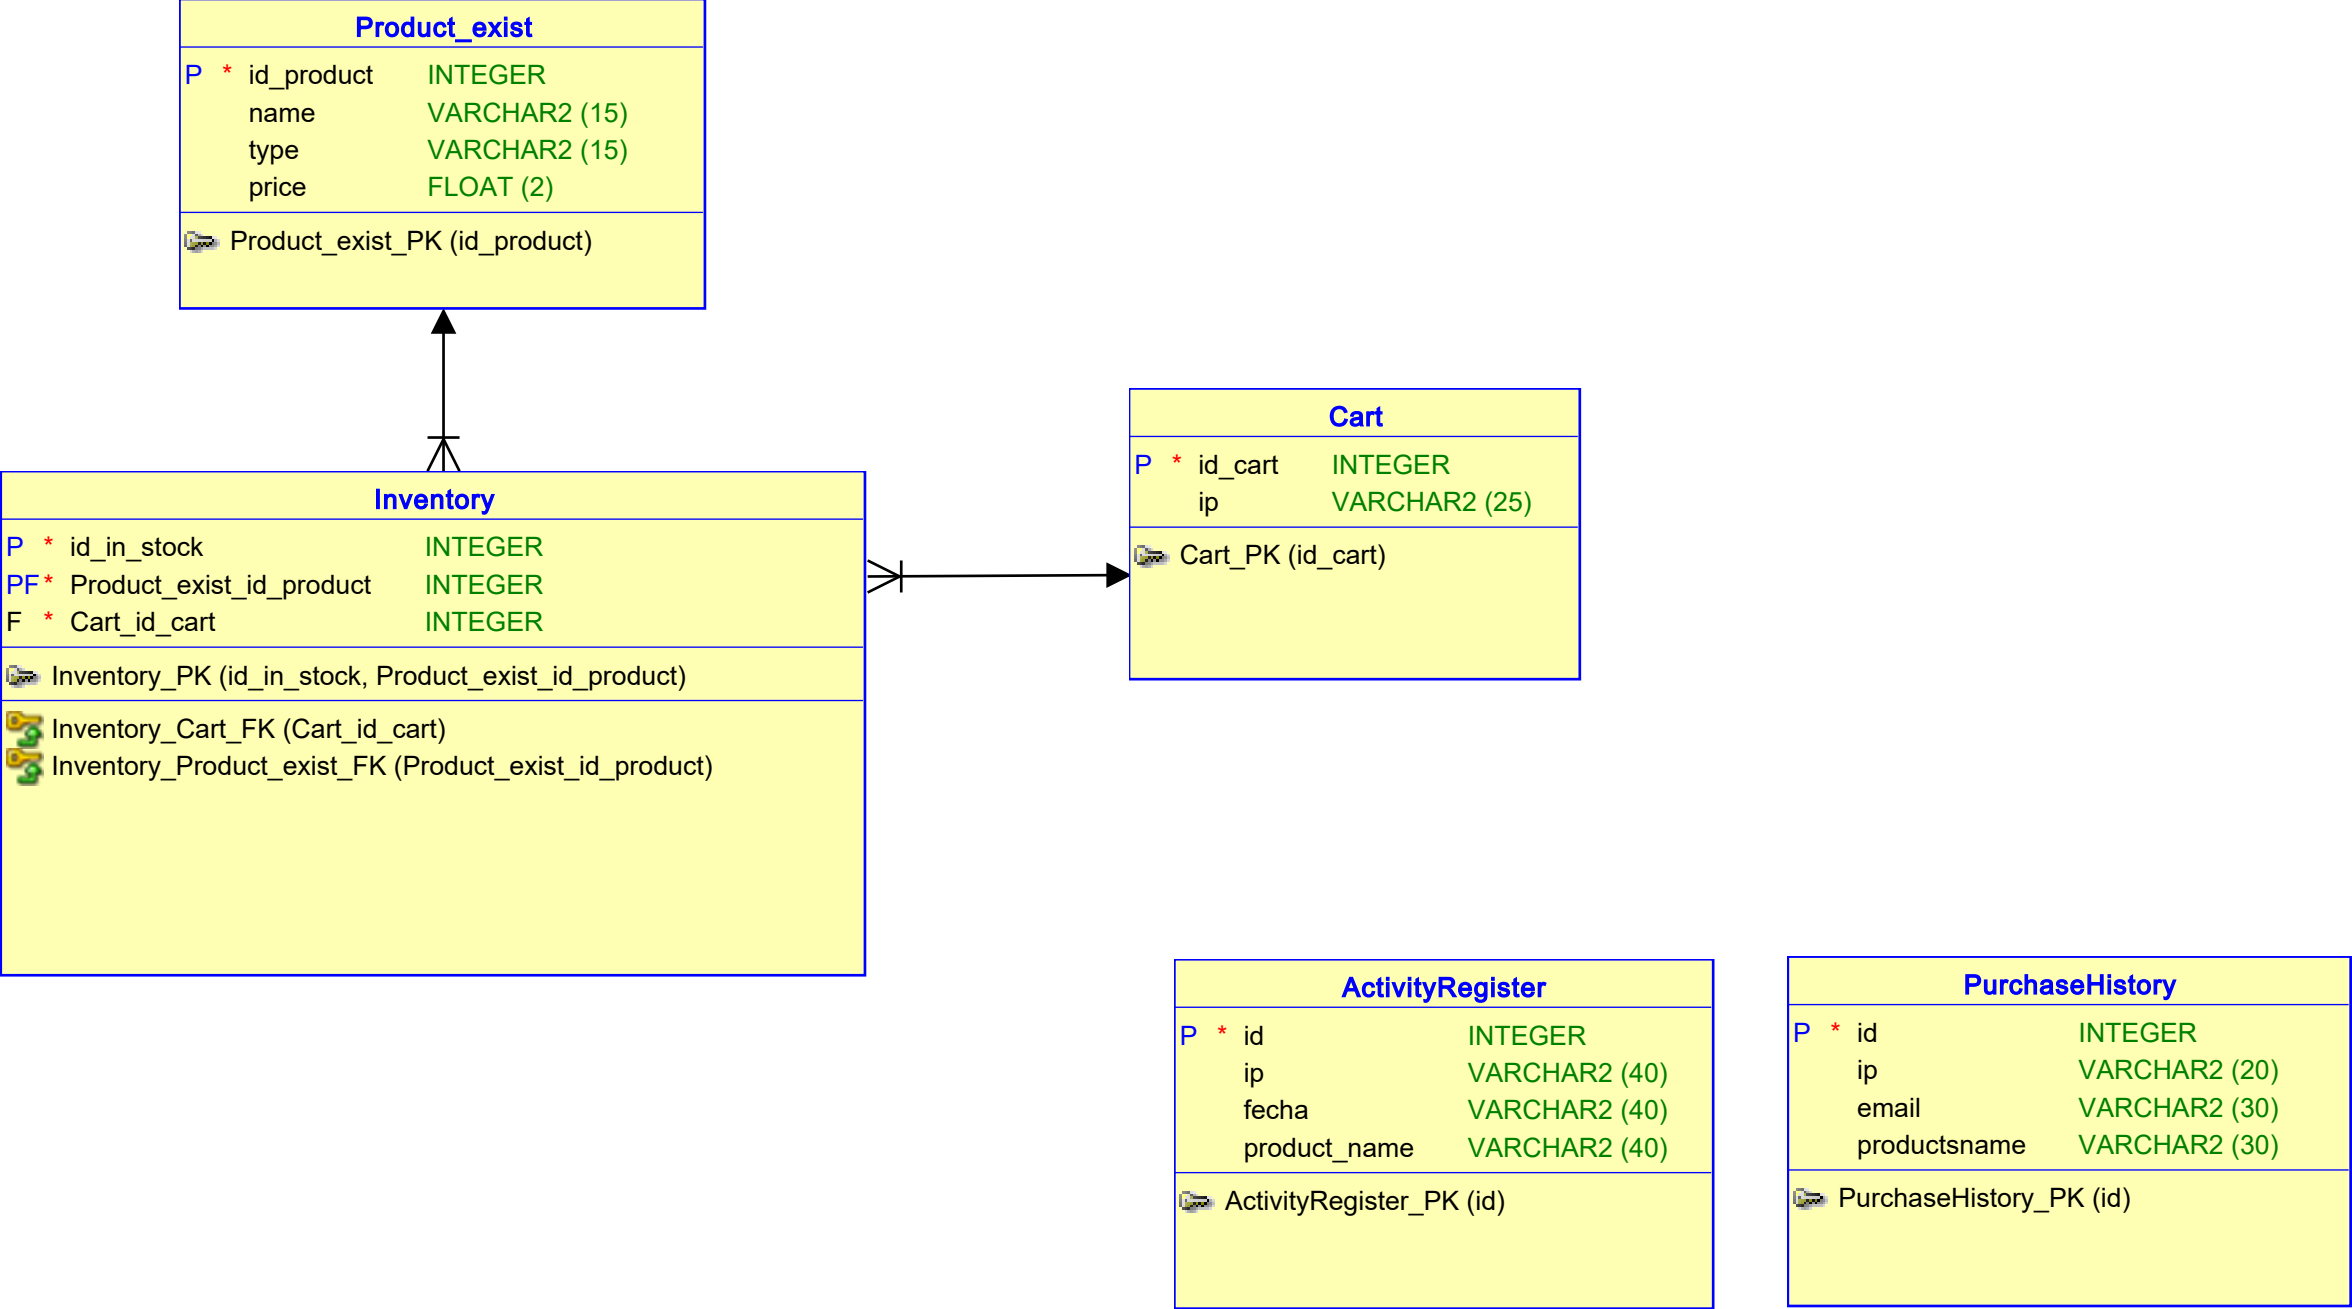 Product_exist
P * id_product INTEGER
name VARCHAR2 (15)
type VARCHAR2 (15)
price FLOAT (2)
Product_exist_PK (id_product)
Inventory
P * id_in_stock INTEGER
PF * Product_exist_id_product INTEGER
F * Cart_id_cart INTEGER
Inventory_PK (id_in_stock, Product_exist_id_product)
Inventory_Cart_FK (Cart_id_cart)
Inventory_Product_exist_FK (Product_exist_id_product)
Cart
P * id_cart INTEGER
ip VARCHAR2 (25)
Cart_PK (id_cart)
ActivityRegister
P * id INTEGER
ip VARCHAR2 (40)
fecha VARCHAR2 (40)
product_name VARCHAR2 (40)
ActivityRegister_PK (id)
PurchaseHistory
P * id INTEGER
ip VARCHAR2 (20)
email VARCHAR2 (30)
productsname VARCHAR2 (30)
PurchaseHistory_PK (id)